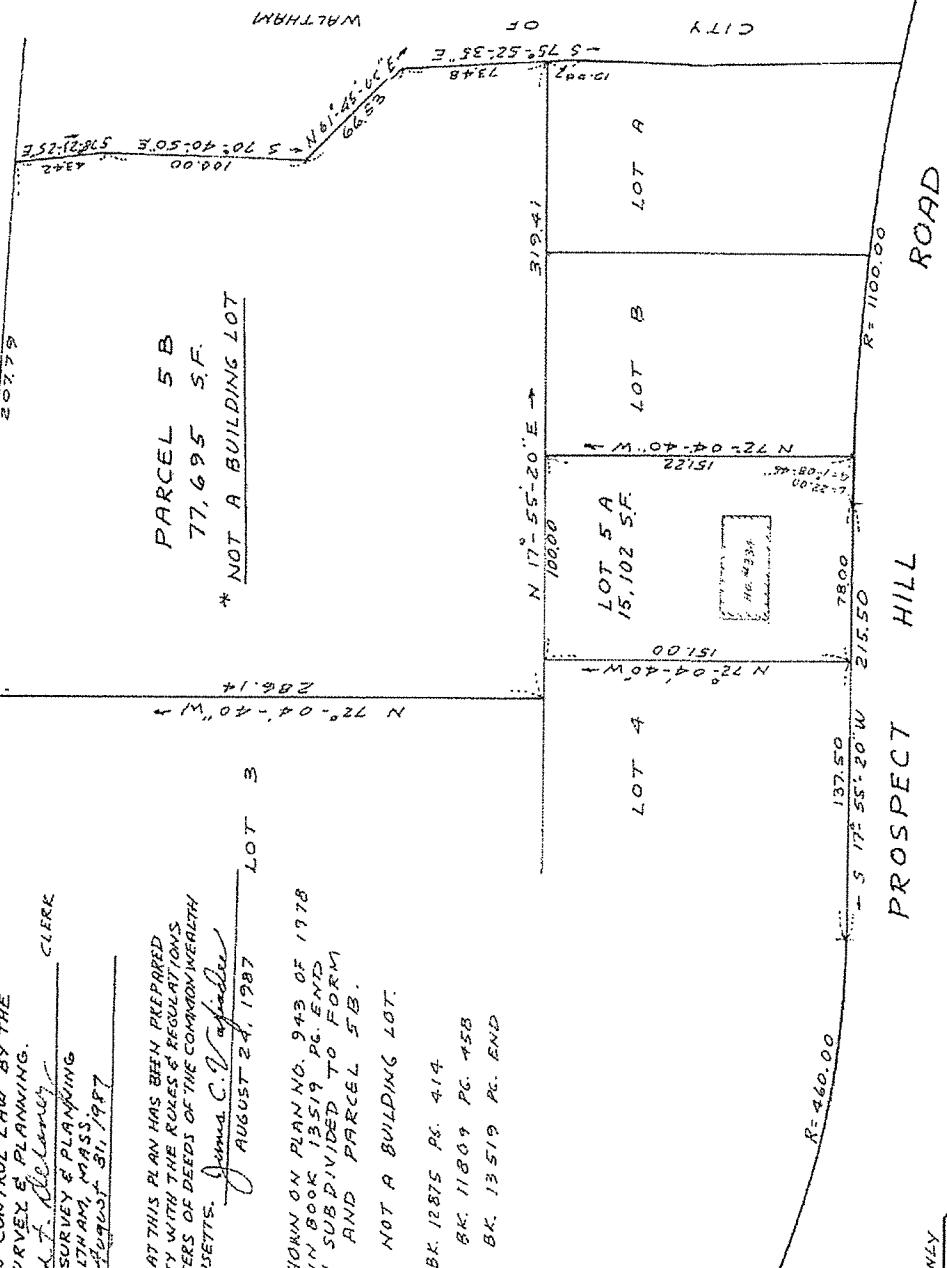 WALTHAM
OF
CITY
207.79
S78-21-25E
43.42
S 70°-40'-50"E
100.00
66.53
S 75°-52'-35" E
73.48
PARCEL 5 B
77,695 S.F.
* NOT A BUILDING LOT
N 17°-55'-20"E
319.41
100.00
LOT A
LOT B
N 72°-04'-40"W
151.22
L=22.00
LOT 5 A
15,102 S.F.
N 72°-04'-40"W
151.00
N 72°-04'-40"W
286.14
LOT 4
LOT 3
78.00
215.50
137.50
S 17°-55'-20"W
R= 1100.00
R= 460.00
PROSPECT HILL ROAD
CONTROL LAW BY THE
SURVEY & PLANNING.
CLERK
SURVEY & PLANNING
LTHAM, MASS.
August 31, 1987
AT THIS PLAN HAS BEEN PREPARED
TY WITH THE RULES & REGULATIONS
ERS OF DEEDS OF THE COMMONWEALTH
SETTS.
AUGUST 24, 1987
HOWN ON PLAN NO. 943 OF 1978
IN BOOK 13519 PG. END
SUBDIVIDED TO FORM
AND PARCEL 5B.
NOT A BUILDING LOT.
BK. 12875 PG. 414
BK. 11809 PG. 458
BK. 13519 PG. END
NLY